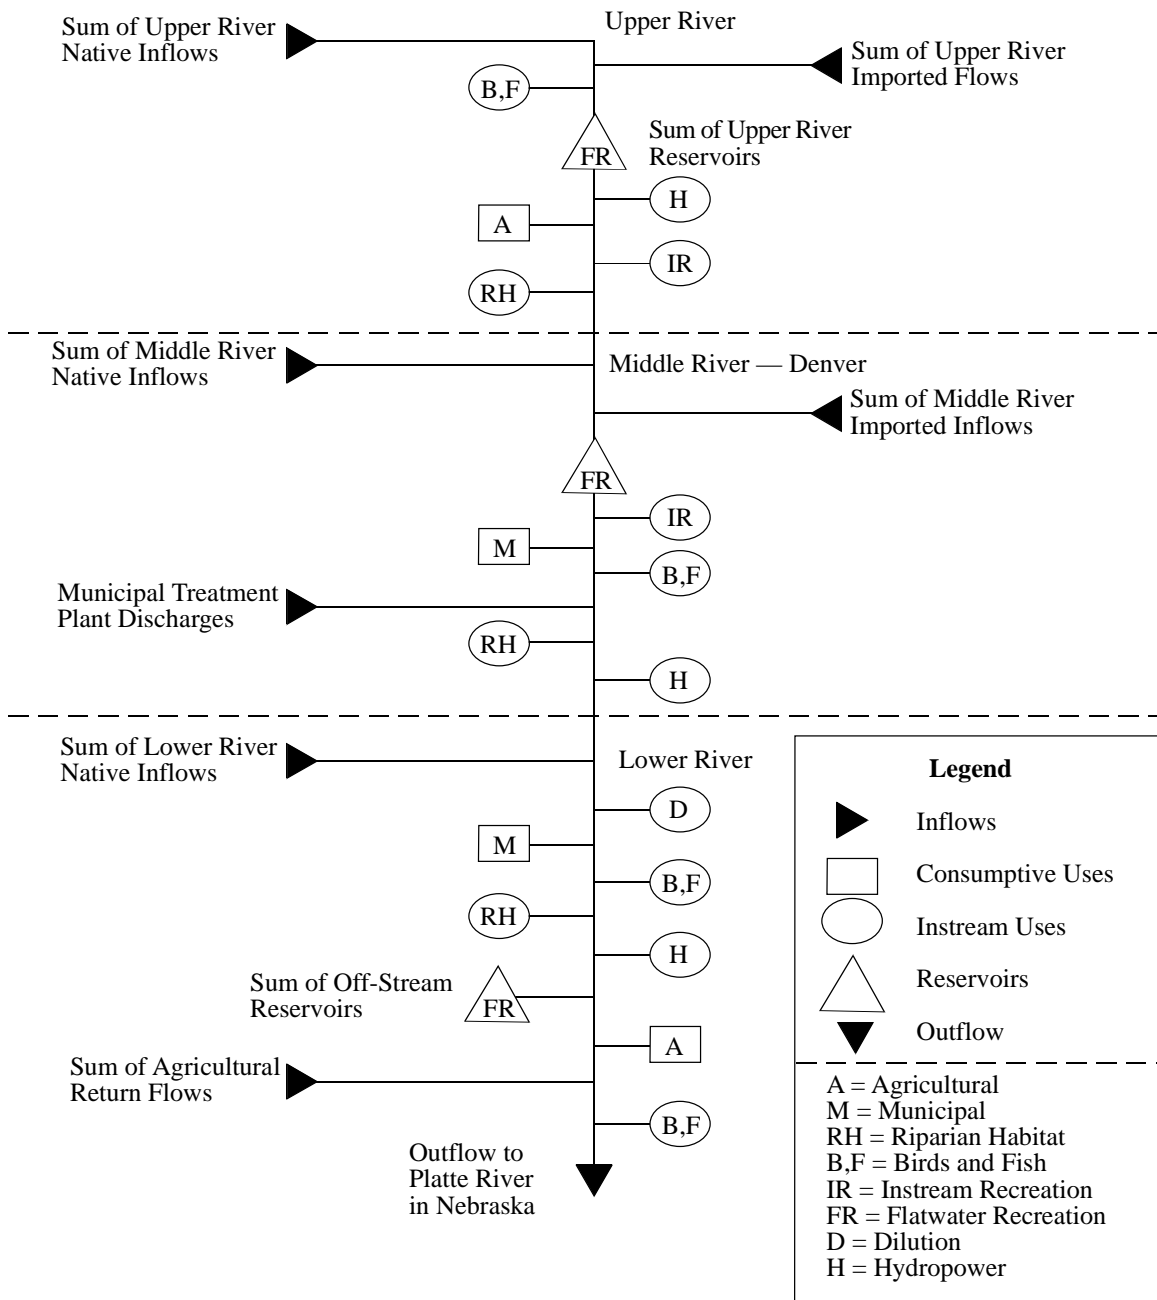 Upper River
Sum of Upper River
Native Inflows
Sum of Upper River
Imported Flows
B,F
Sum of Upper River
Reservoirs
FR
H
A
IR
RH
Sum of Middle River
Native Inflows
Middle River — Denver
Sum of Middle River
Imported Inflows
FR
IR
M
B,F
Municipal Treatment
Plant Discharges
RH
H
Sum of Lower River
Native Inflows
Lower River
D
M
B,F
RH
H
Sum of Off-Stream
Reservoirs
FR
A
Sum of Agricultural
Return Flows
B,F
Outflow to
Platte River
in Nebraska
Legend
Inflows
Consumptive Uses
Instream Uses
Reservoirs
Outflow
A = Agricultural
M = Municipal
RH = Riparian Habitat
B,F = Birds and Fish
IR = Instream Recreation
FR = Flatwater Recreation
D = Dilution
H = Hydropower